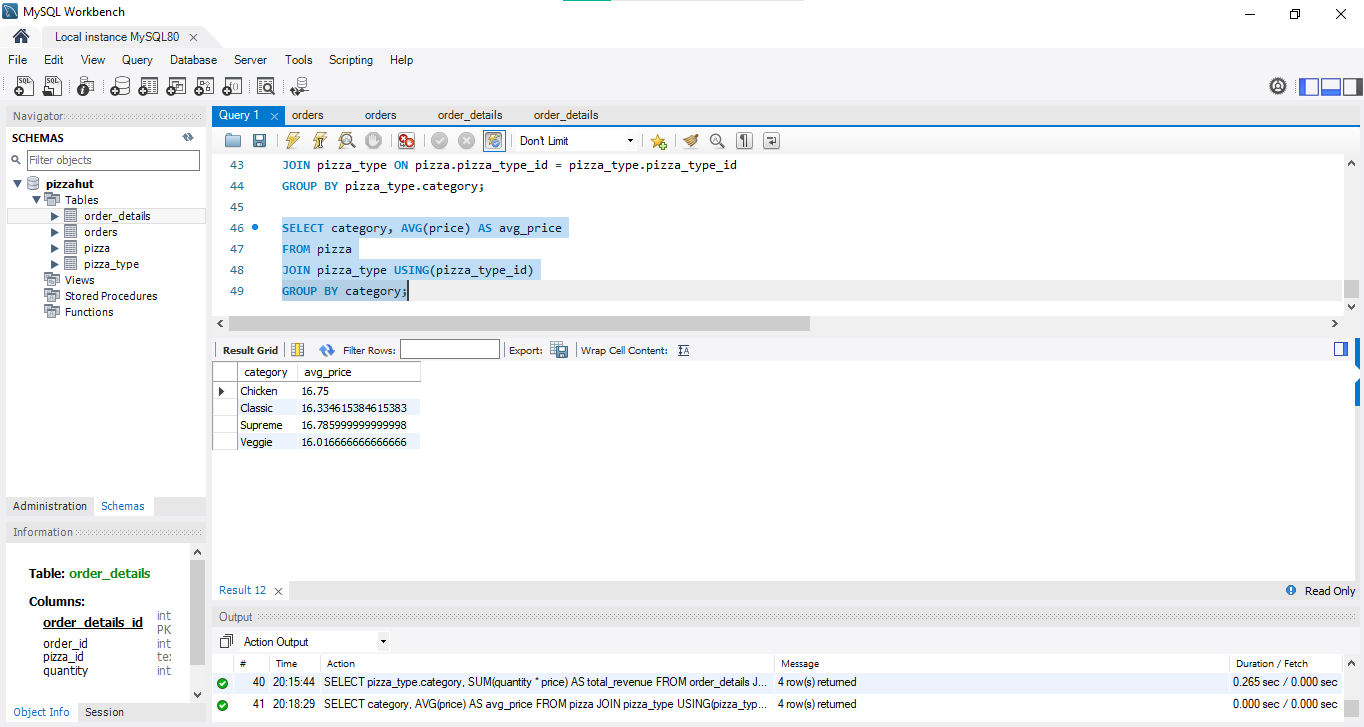 MySQL Workbench
Local instance MySQL80
File Edit View Query Database Server Tools Scripting Help
Navigator
SCHEMAS
Filter objects
pizzahut
Tables
order_details
orders
pizza
pizza_type
Views
Stored Procedures
Functions
Administration Schemas
Information
Table: order_details
Columns:
order_details_id int
PK
order_id int
pizza_id te
quantity int
Object Info Session
Query 1 orders orders order_details order_details
Don't Limit
43 JOIN pizza_type ON pizza.pizza_type_id = pizza_type.pizza_type_id
44 GROUP BY pizza_type.category;
45
46 SELECT category, AVG(price) AS avg_price
47 FROM pizza
48 JOIN pizza_type USING(pizza_type_id)
49 GROUP BY category;
Result Grid Filter Rows: Export: Wrap Cell Content:
category avg_price
Chicken 16.75
Classic 16.334615384615383
Supreme 16.785999999999998
Veggie 16.016666666666666
Result 12 Read Only
Output
Action Output
# Time Action Message Duration / Fetch
40 20:15:44 SELECT pizza_type.category, SUM(quantity * price) AS total_revenue FROM order_details J... 4 row(s) returned 0.265 sec / 0.000 sec
41 20:18:29 SELECT category, AVG(price) AS avg_price FROM pizza JOIN pizza_type USING(pizza_typ... 4 row(s) returned 0.000 sec / 0.000 sec